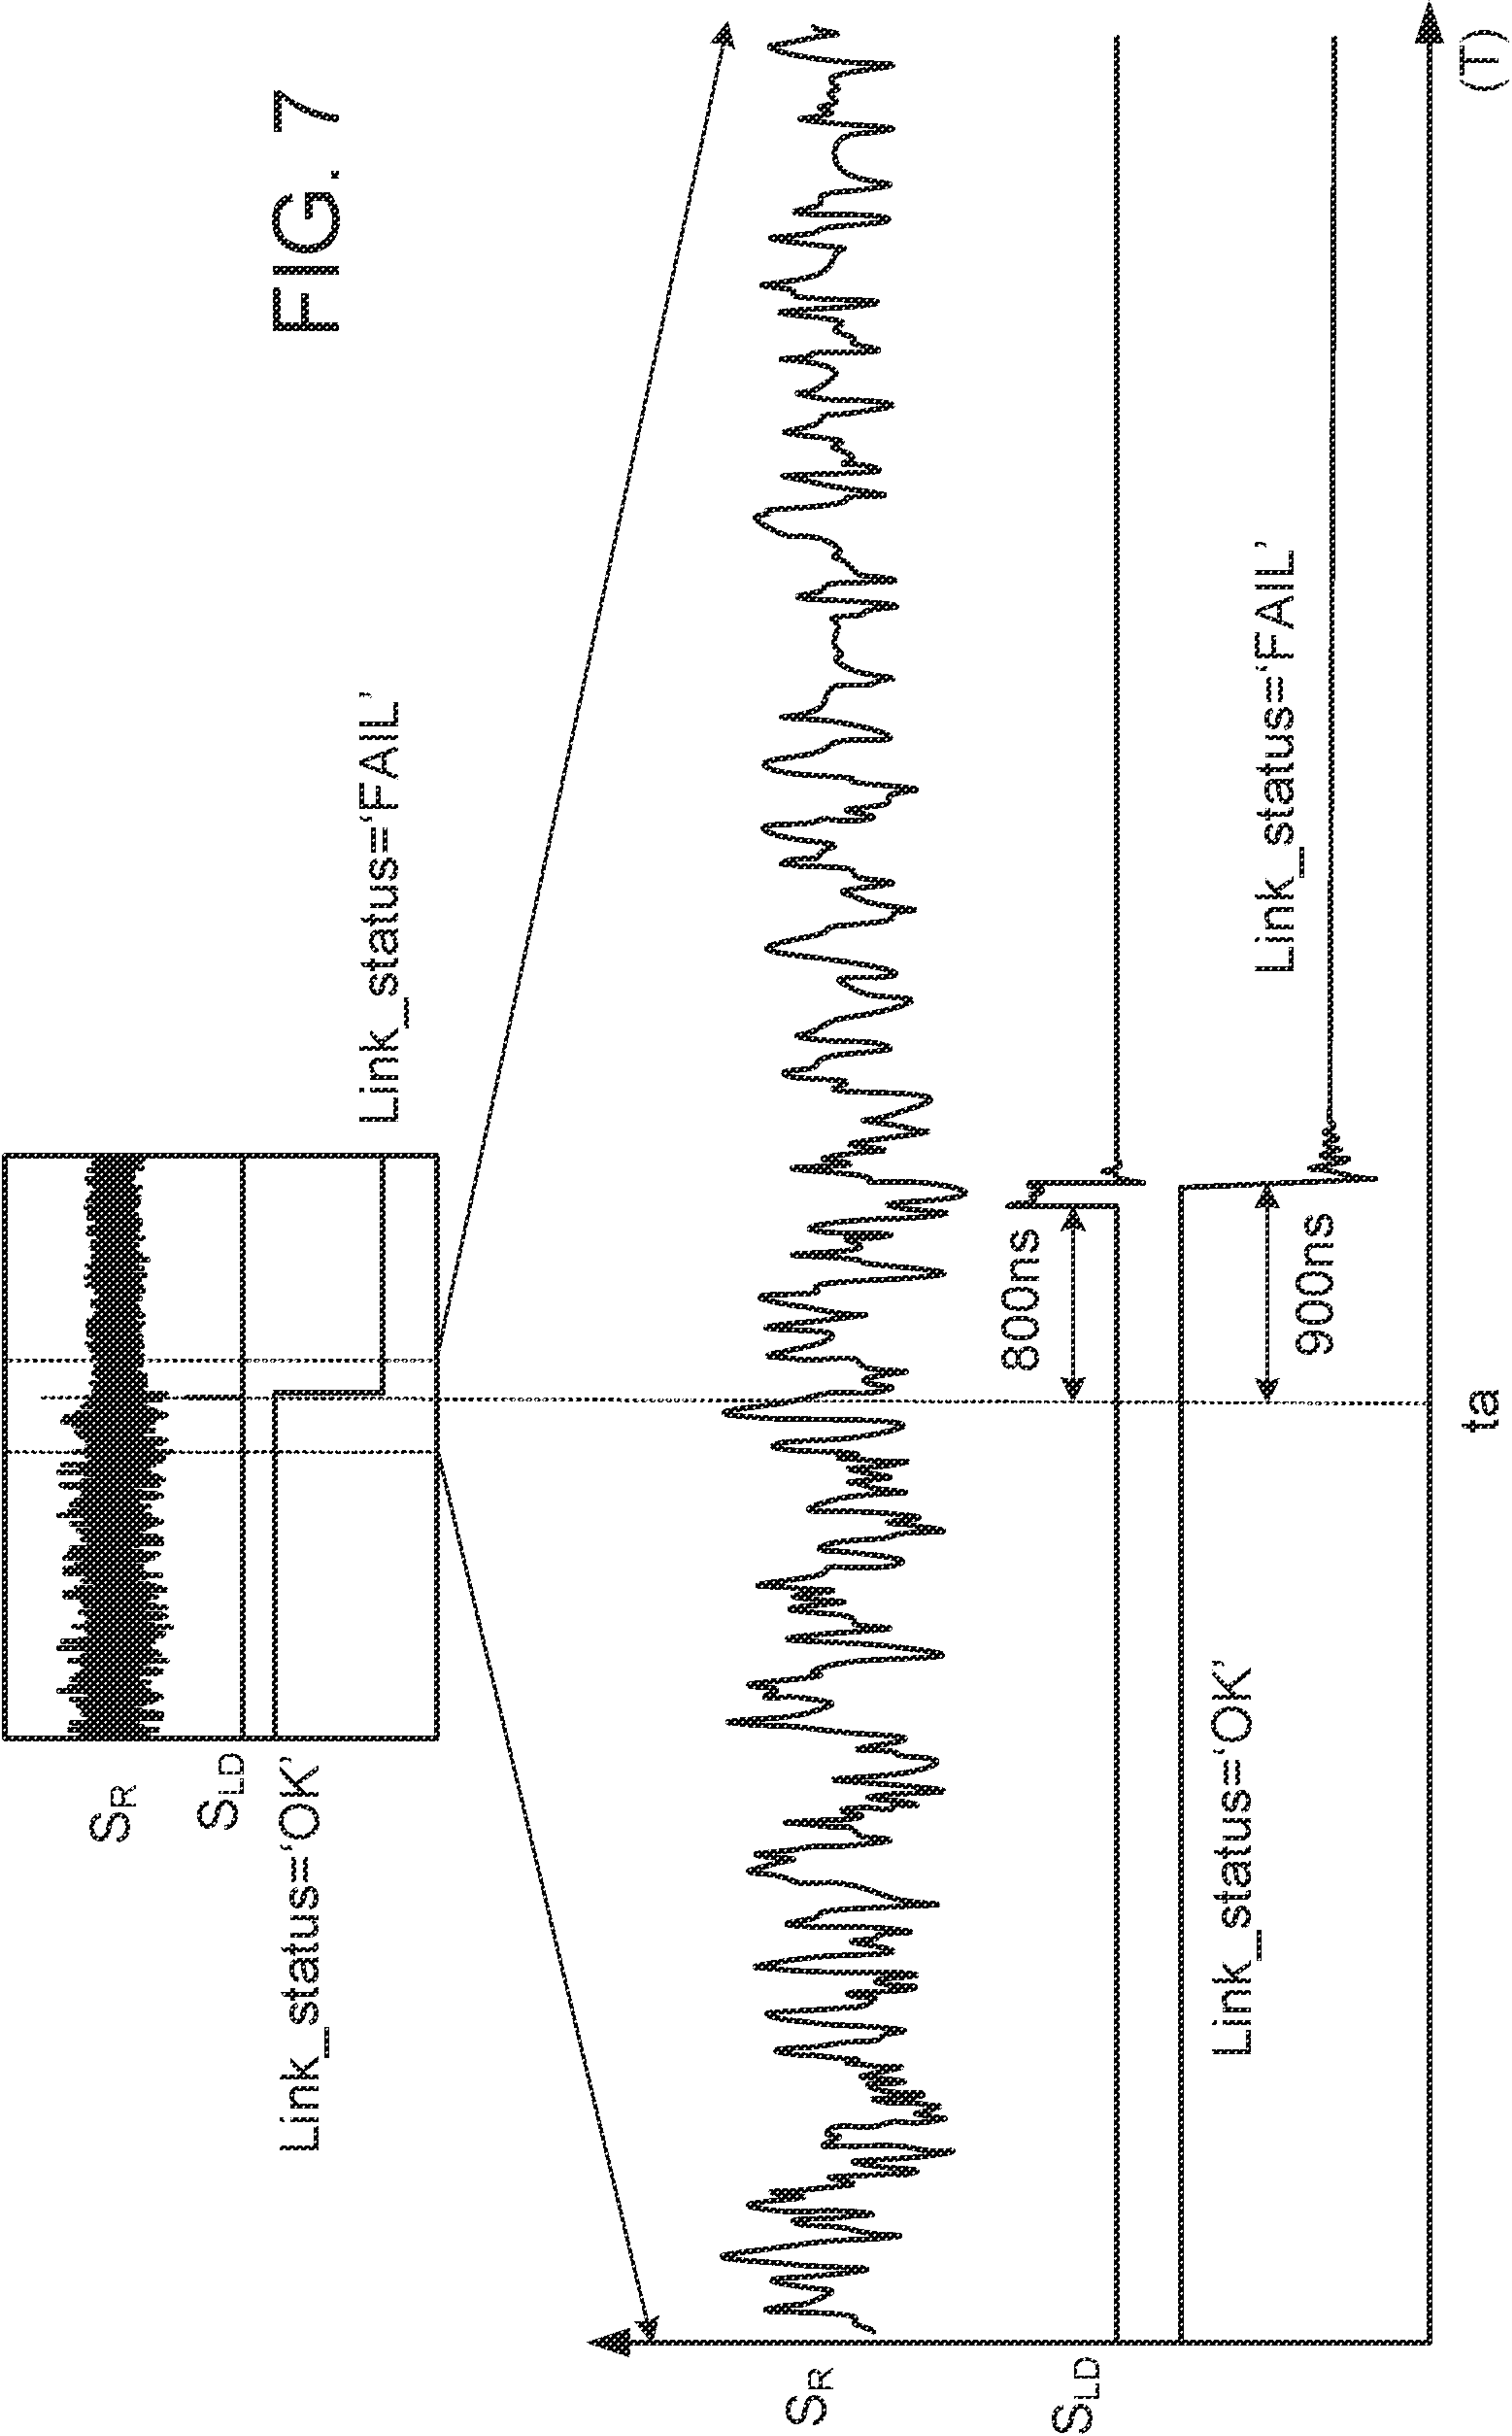 FIG. 7
SR
SLD
Link_status=‘OK’
Link_status=‘FAIL’
SR
SLD
800ns
Link_status=‘OK’
900ns
Link_status=‘FAIL’
ta
(T)